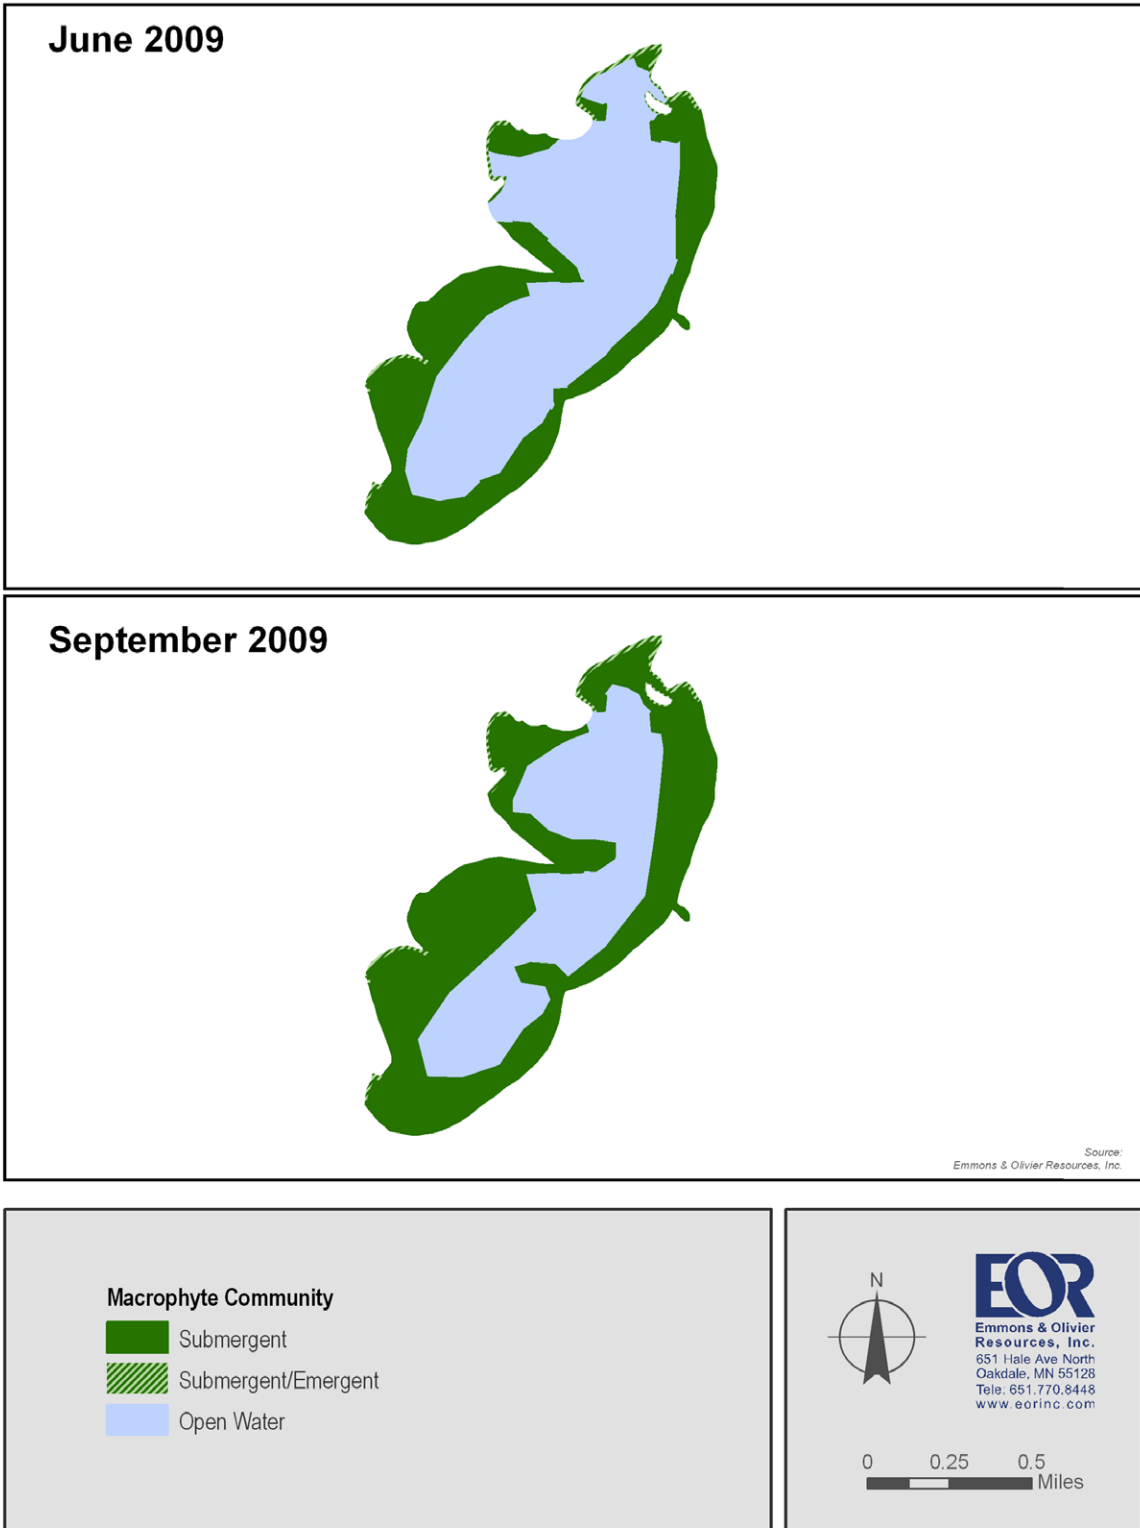 June 2009
September 2009
Source:
Emmons & Olivier Resources, Inc.
Macrophyte Community
Submergent
Submergent/Emergent
Open Water
N
EOR
Emmons & Olivier
Resources, Inc.
651 Hale Ave North
Oakdale, MN 55128
Tele: 651.770.8448
www.eorinc.com
0 0.25 0.5
Miles